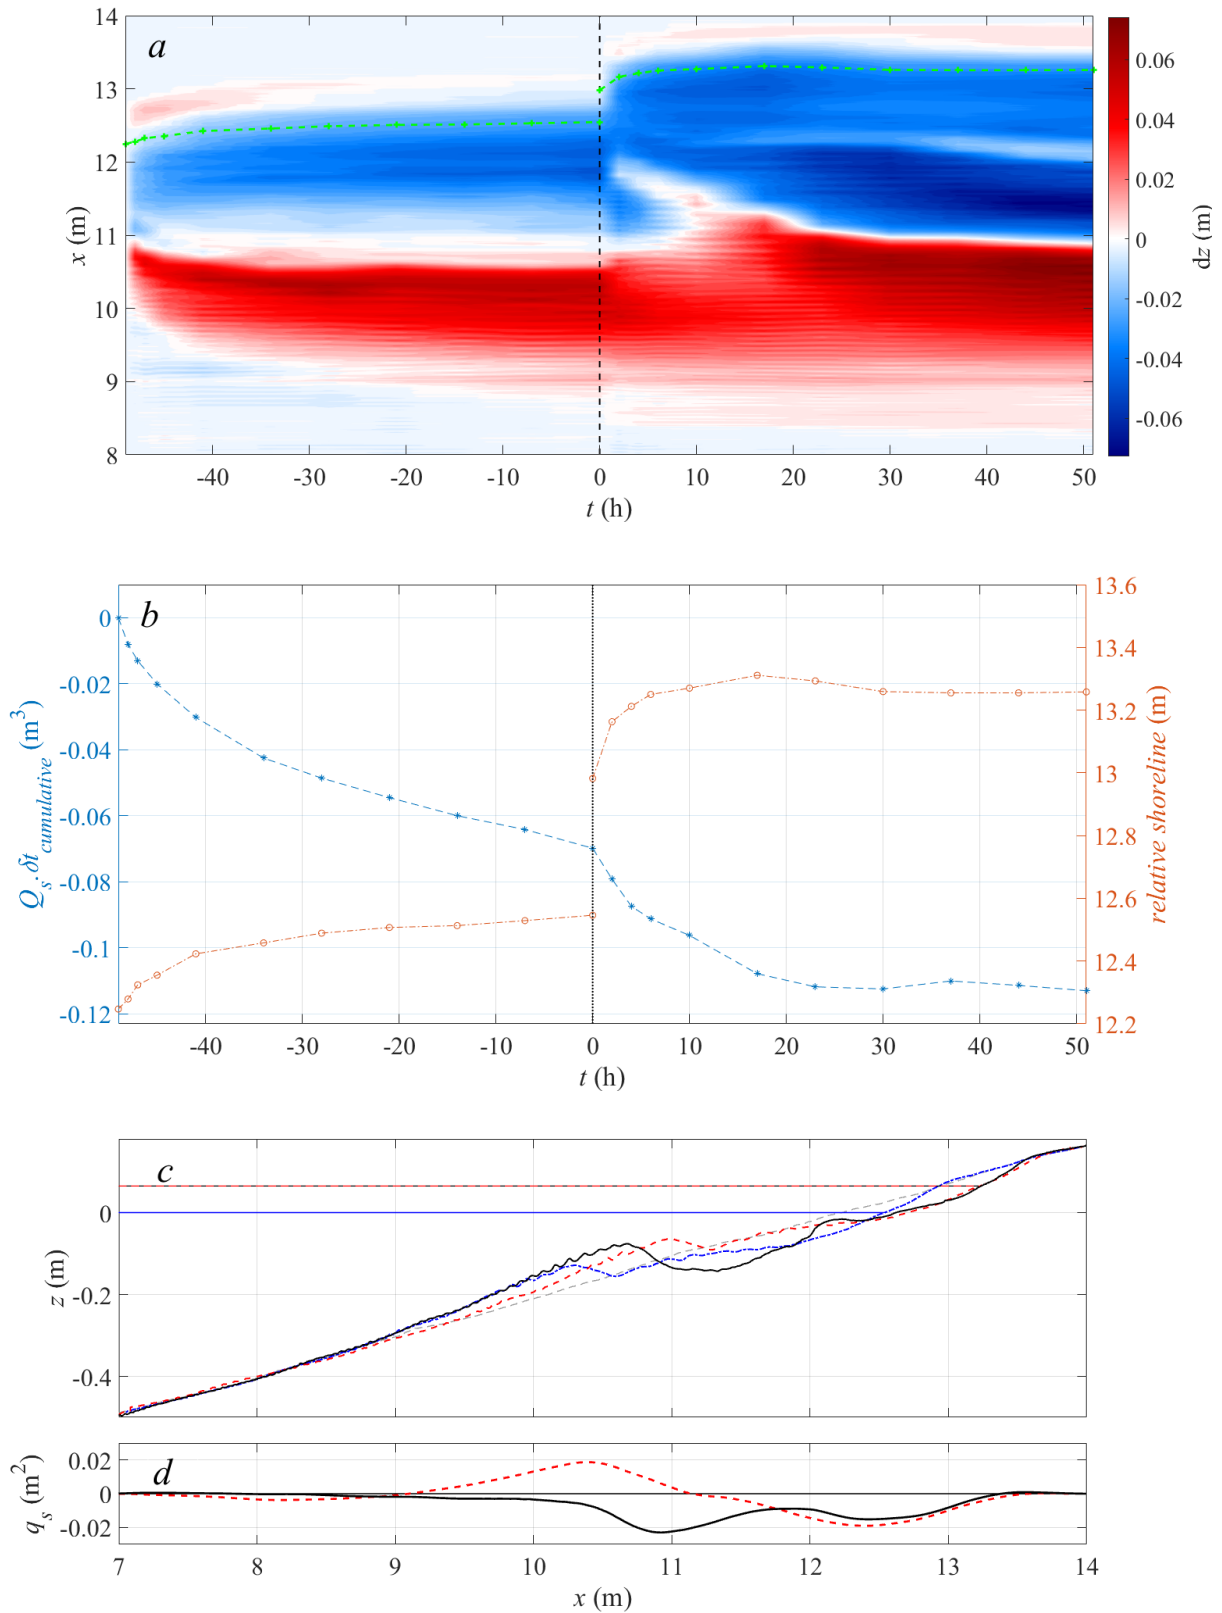 a
14
13
12
11
10
9
8
x (m)
-40 -30 -20 -10 0 10 20 30 40 50
t (h)
0.06
0.04
0.02
0
-0.02
-0.04
-0.06
dz (m)
b
0
-0.02
-0.04
-0.06
-0.08
-0.1
-0.12
Q_s.δt_cumulative (m³)
13.6
13.4
13.2
13
12.8
12.6
12.4
12.2
relative shoreline (m)
-40 -30 -20 -10 0 10 20 30 40 50
t (h)
c
0
-0.2
-0.4
z (m)
d
0.02
0
-0.02
q_s (m²)
7 8 9 10 11 12 13 14
x (m)